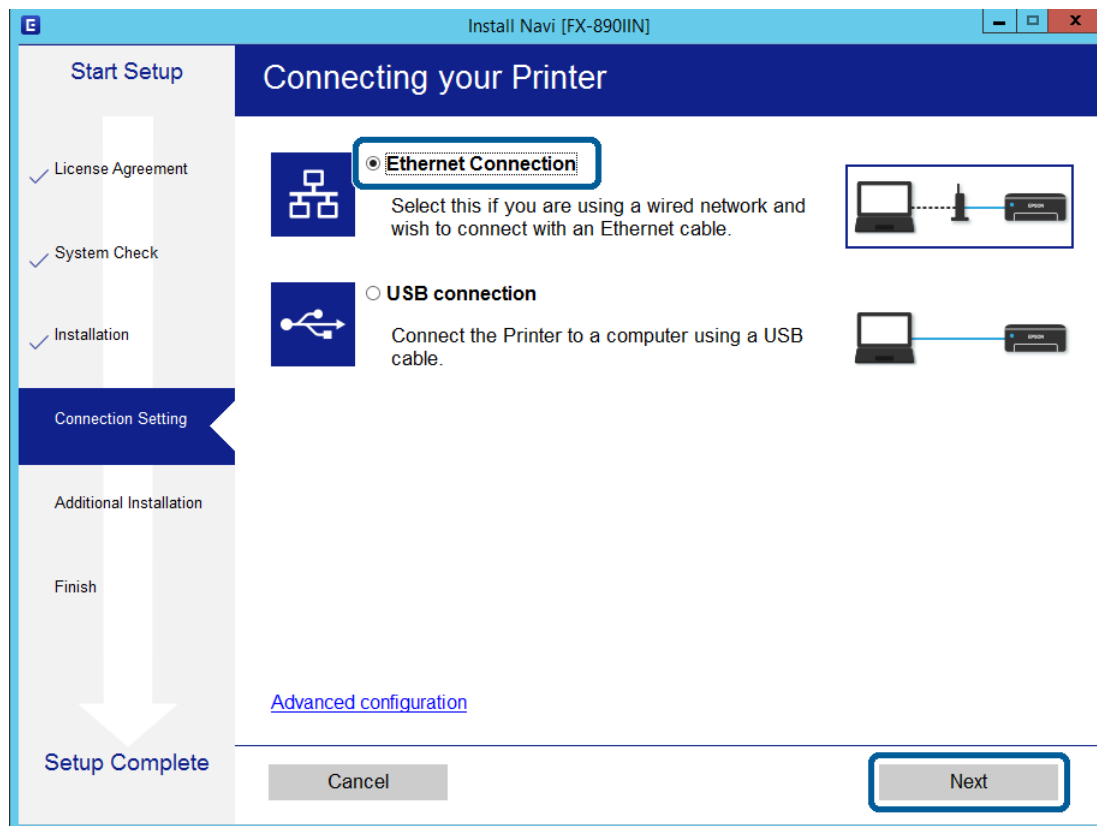 Install Navi [FX-890IIN]
Start Setup
Connecting your Printer
License Agreement
System Check
Installation
Connection Setting
Additional Installation
Finish
Setup Complete
Ethernet Connection
Select this if you are using a wired network and
wish to connect with an Ethernet cable.
USB connection
Connect the Printer to a computer using a USB
cable.
EPSON
EPSON
Advanced configuration
Cancel
Next